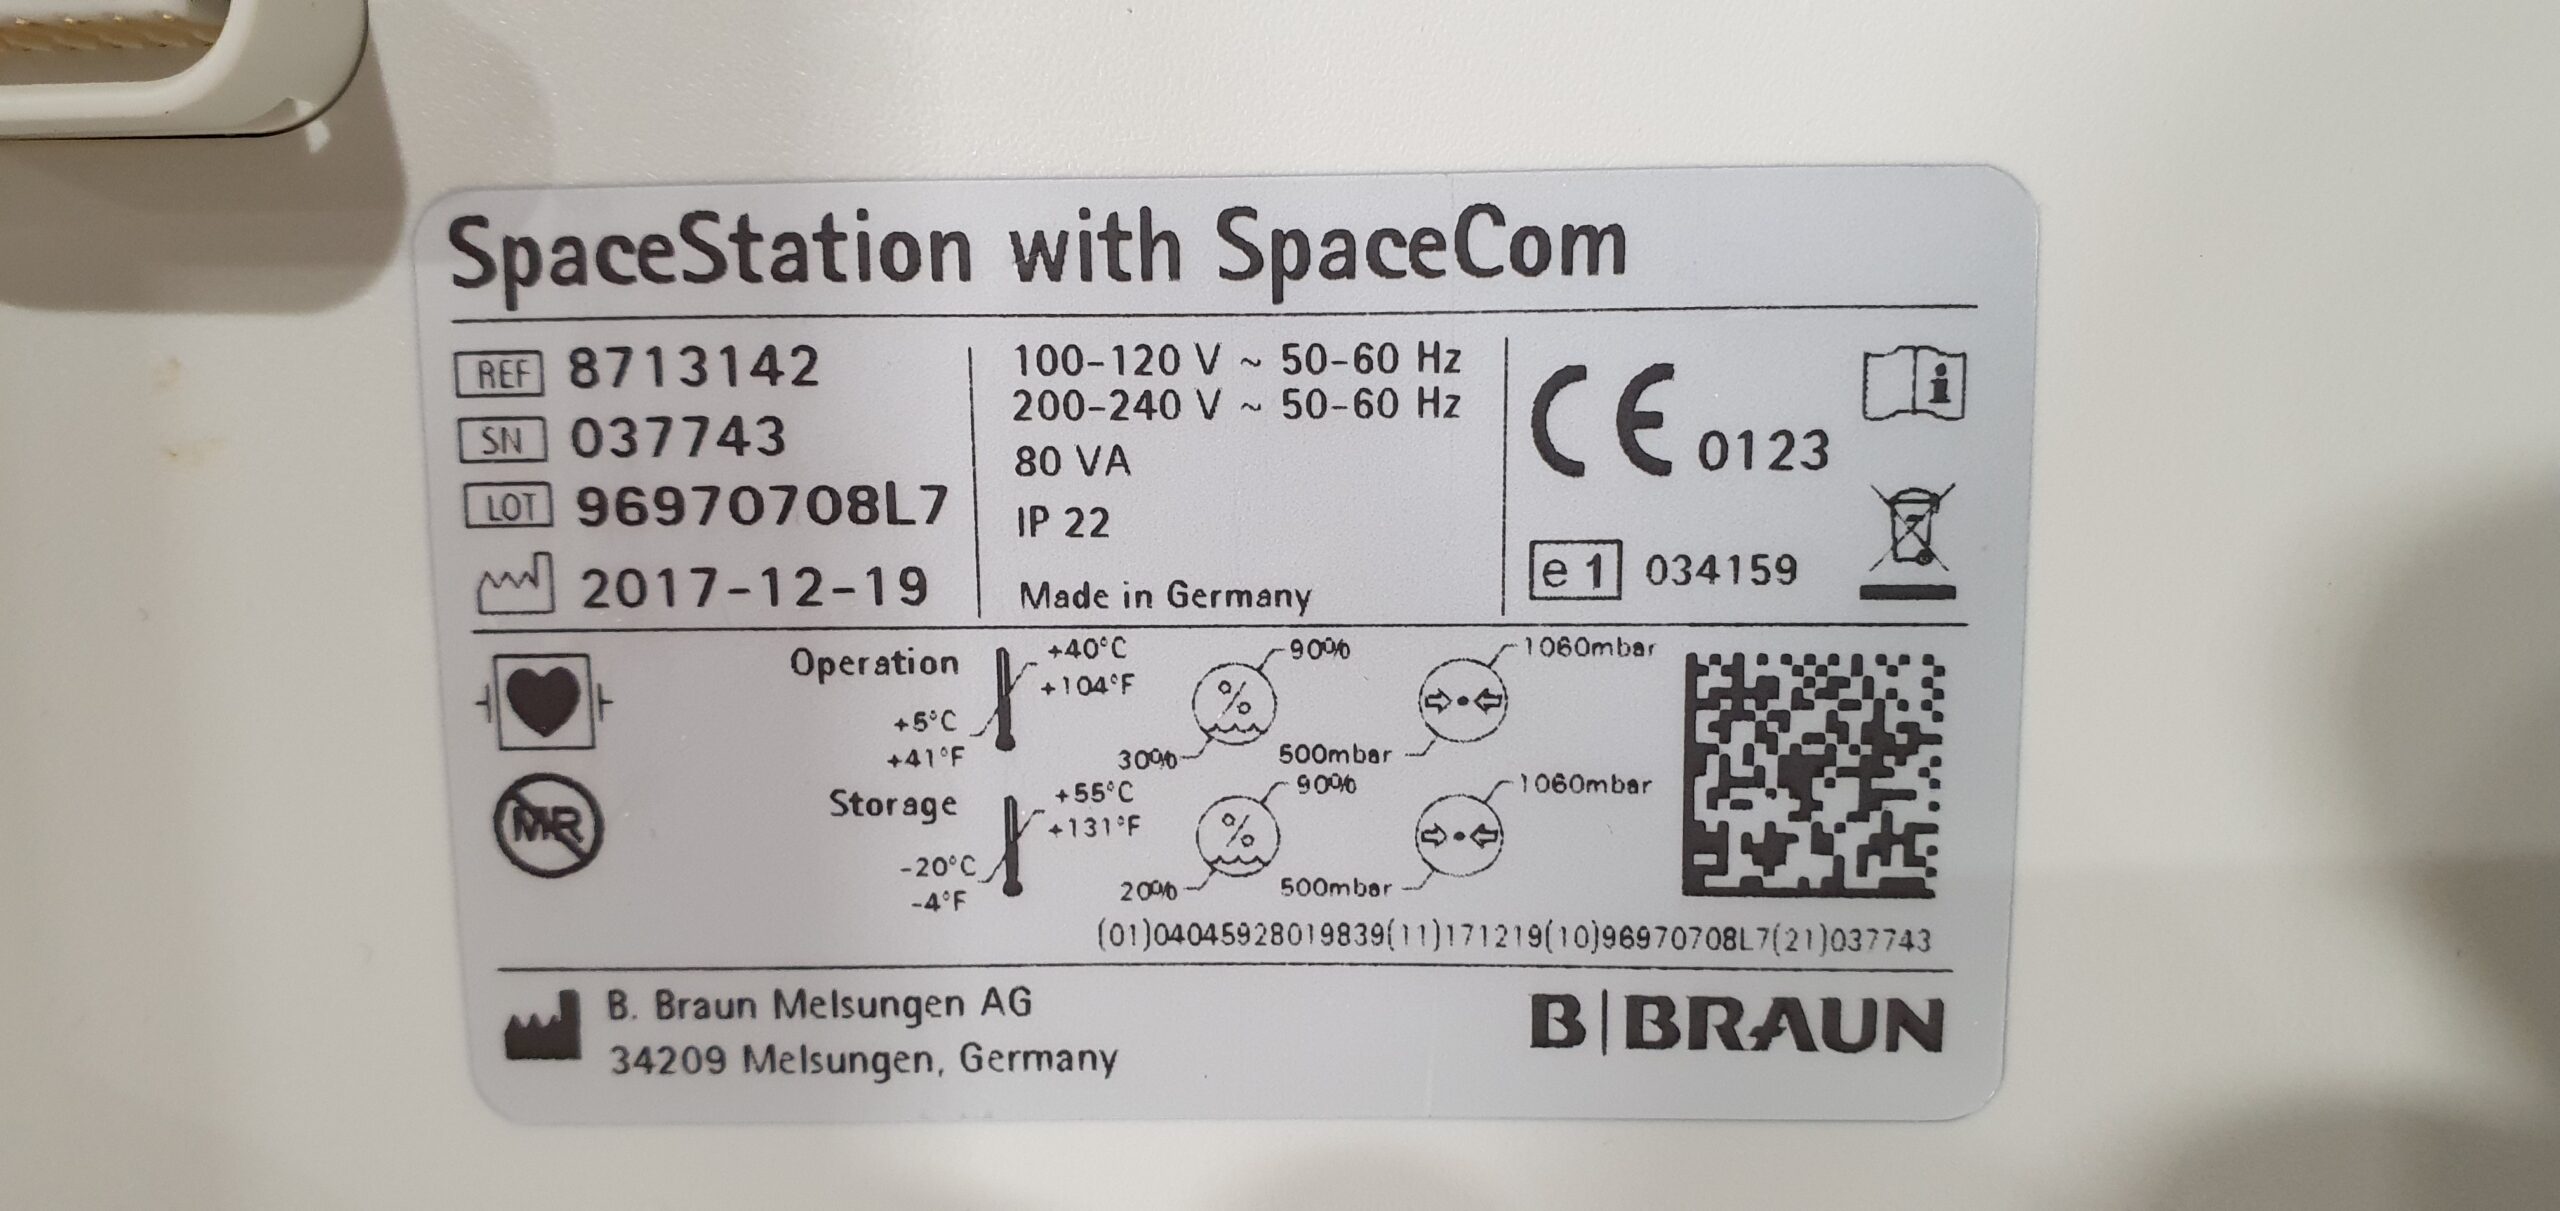 SpaceStation with SpaceCom
REF 8713142
SN 037743
LOT 96970708L7
2017-12-19
100-120 V ~ 50-60 Hz
200-240 V ~ 50-60 Hz
80 VA
IP 22
Made in Germany
CE 0123
i
e1 034159
Operation
+40°C
+104°F
+5°C
+41°F
90%
%
30%
1060mbar
500mbar
MR
Storage
+55°C
+131°F
-20°C
-4°F
90%
%
20%
1060mbar
500mbar
(01)04045928019839(11)171219(10)96970708L7(21)037743
B. Braun Melsungen AG
34209 Melsungen, Germany
B|BRAUN